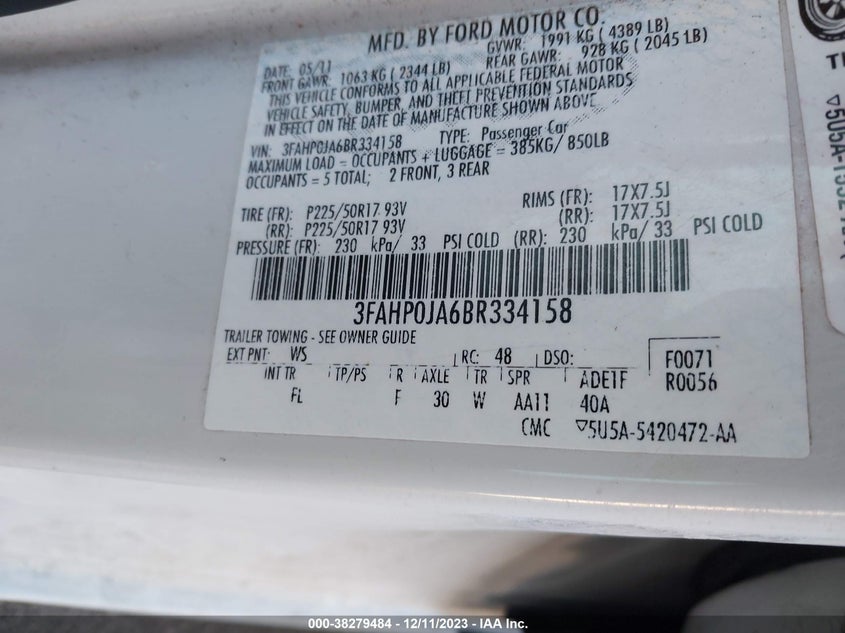 MFD. BY FORD MOTOR CO.
DATE: 05/11 GVWR: 1991 KG ( 4389 LB)
FRONT GAWR: 1063 KG ( 2344 LB) REAR GAWR: 928 KG ( 2045 LB)
THIS VEHICLE CONFORMS TO ALL APPLICABLE FEDERAL MOTOR
VEHICLE SAFETY, BUMPER, AND THEFT PREVENTION STANDARDS
IN EFFECT ON THE DATE OF MANUFACTURE SHOWN ABOVE
VIN: 3FAHP0JA6BR334158 TYPE: Passenger Car
MAXIMUM LOAD = OCCUPANTS + LUGGAGE = 385KG/ 850LB
OCCUPANTS = 5 TOTAL; 2 FRONT, 3 REAR
TIRE (FR): P225/50R17 93V RIMS (FR): 17X7.5J
(RR): P225/50R17 93V (RR): 17X7.5J
PRESSURE (FR): 230 kPa/ 33 PSI COLD (RR): 230 kPa/ 33 PSI COLD
3FAHP0JA6BR334158
TRAILER TOWING - SEE OWNER GUIDE
EXT PNT: WS RC: 48 DSO: F0071
INT TR TP/PS R AXLE TR SPR ADE1F R0056
FL F 30 W AA11 40A
CMC ▽5U5A-5420472-AA
000-38279484 - 12/11/2023 - IAA Inc.